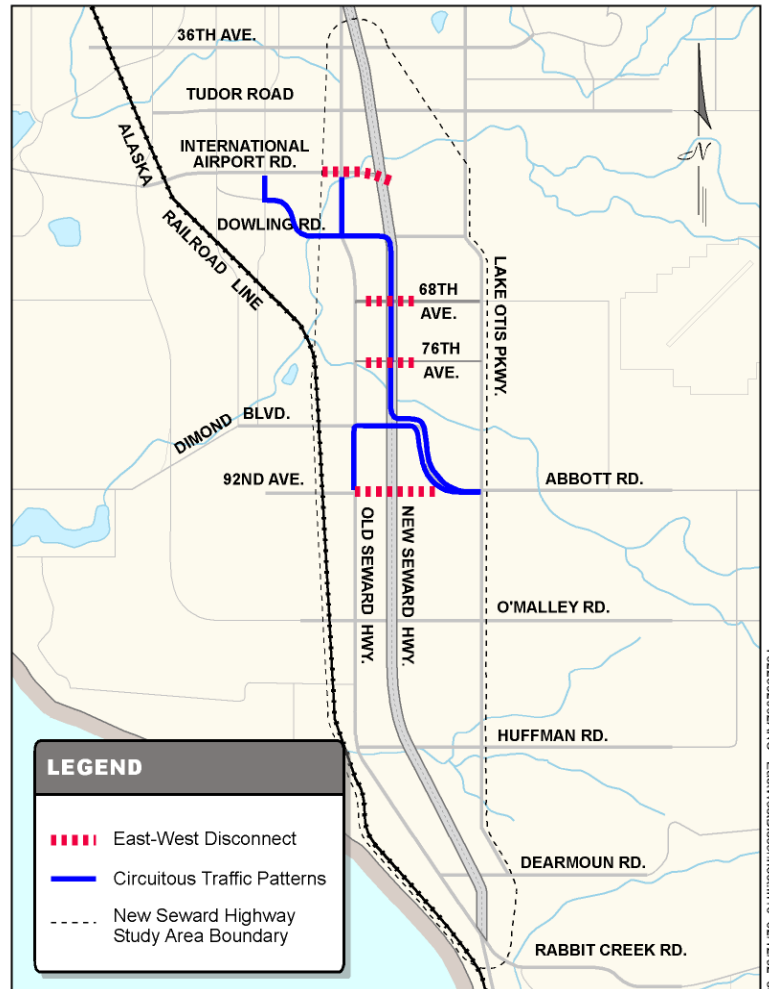 36TH AVE.
TUDOR ROAD
INTERNATIONAL
AIRPORT RD.
ALASKA
RAILROAD
LINE
DOWLING RD.
N
68TH
AVE.
LAKE OTIS PKWY.
76TH
AVE.
DIMOND BLVD.
92ND AVE.
ABBOTT RD.
OLD SEWARD HWY.
NEW SEWARD HWY.
O'MALLEY RD.
HUFFMAN RD.
DEARMOUN RD.
RABBIT CREEK RD.
LEGEND
East-West Disconnect
Circuitous Traffic Patterns
New Seward Highway
Study Area Boundary